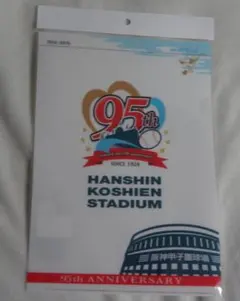 95th
SINCE 1924
HANSHIN
KOSHIEN
STADIUM
阪神甲子園球場
95th ANNIVERSARY